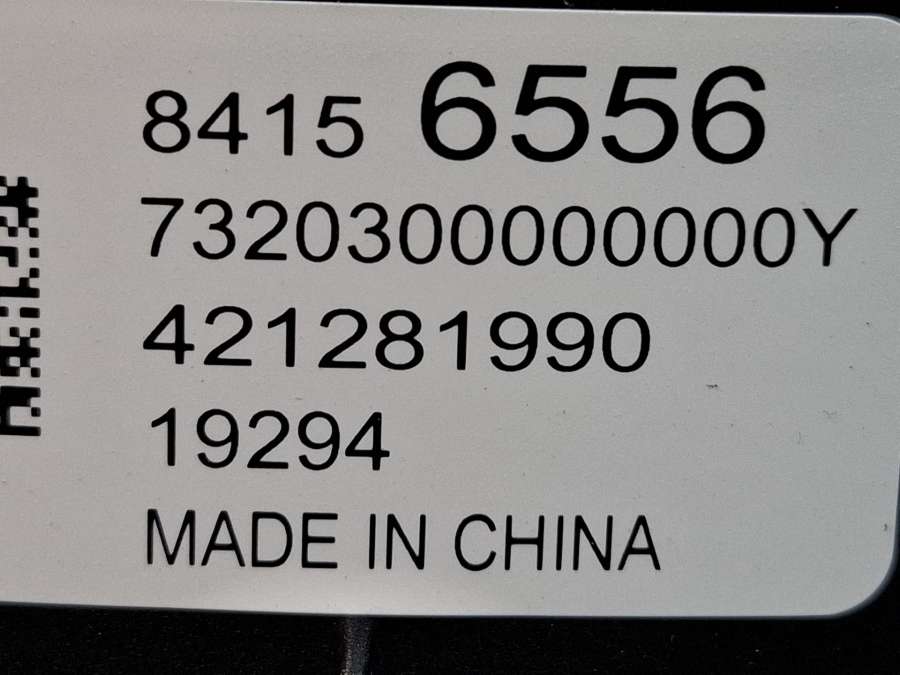 8415 6556
7320300000000Y
421281990
19294
MADE IN CHINA